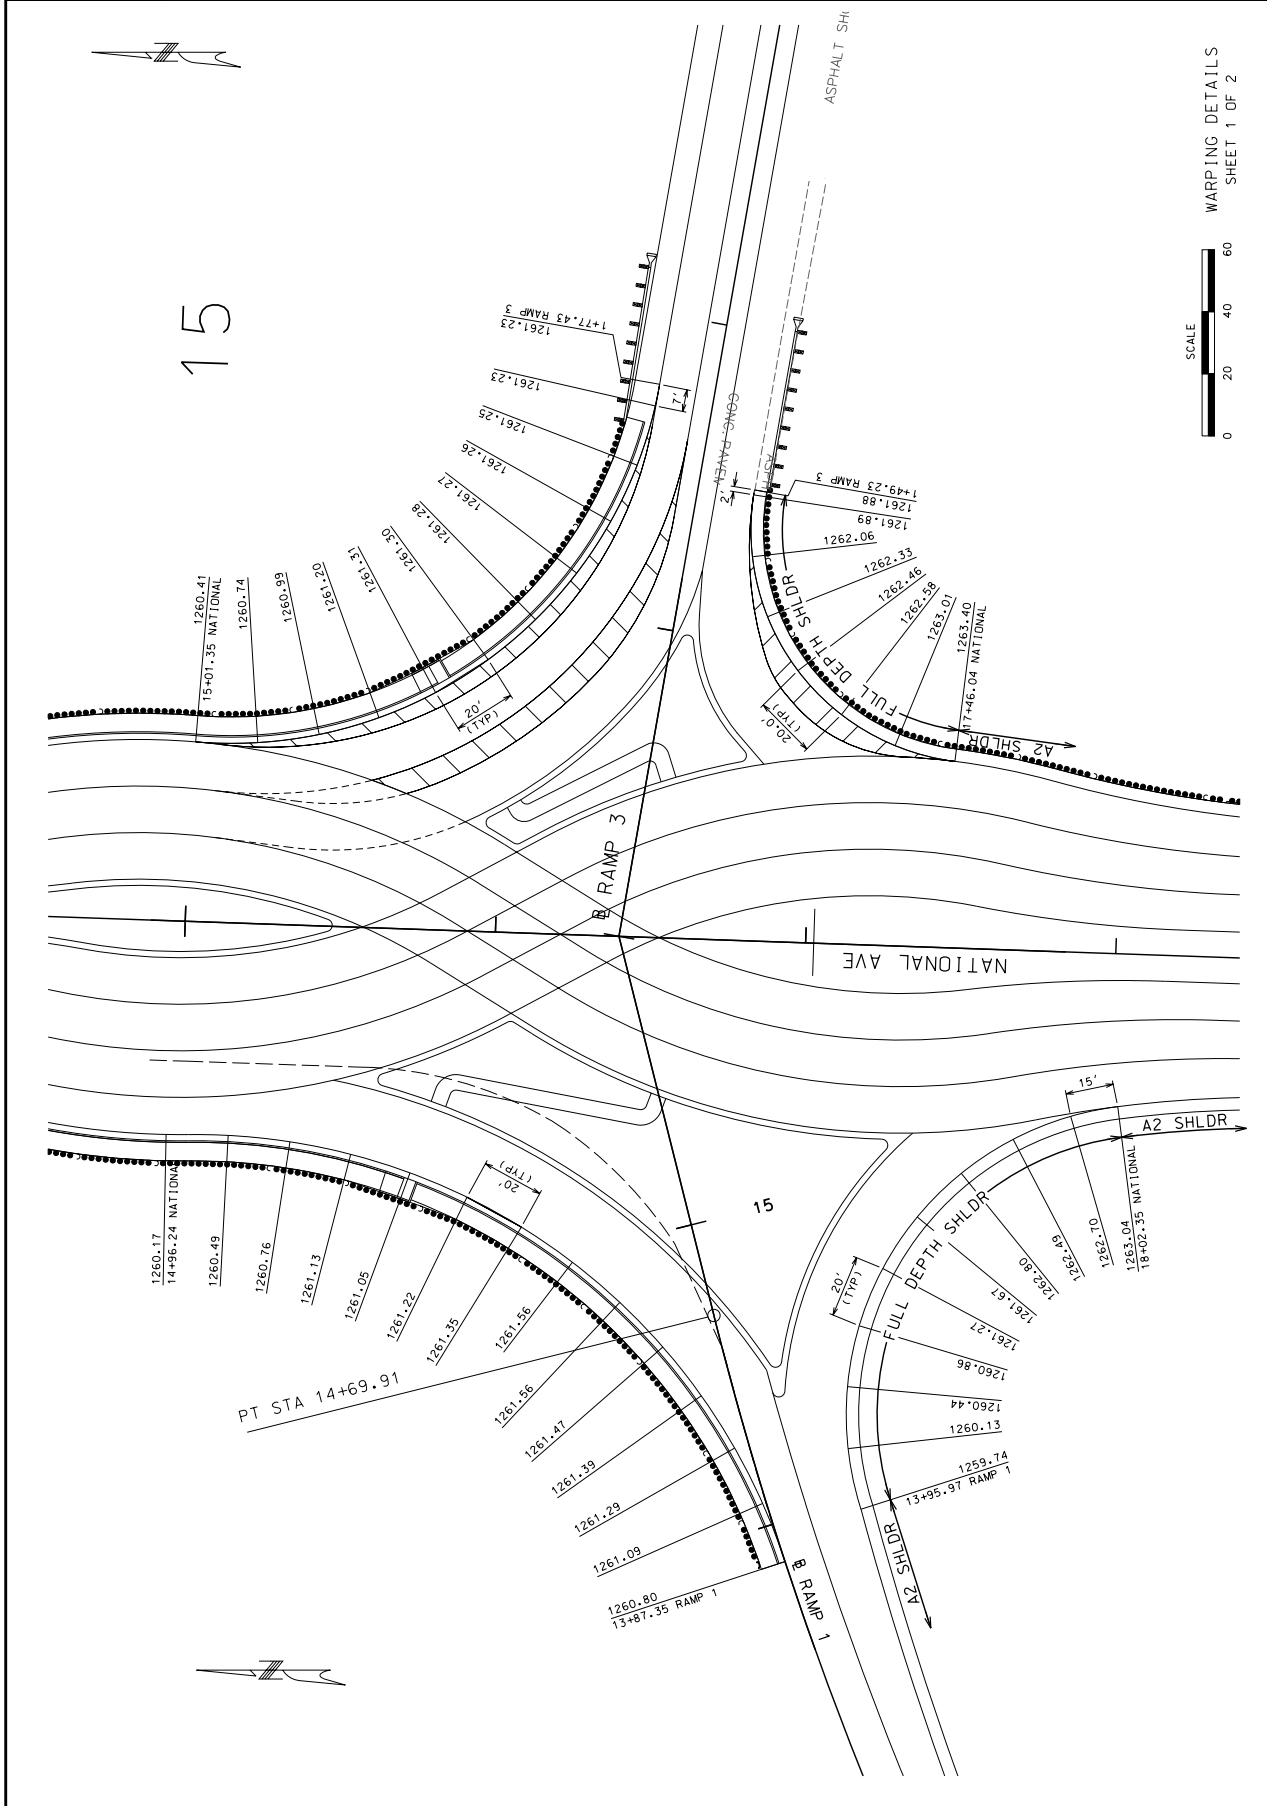 WARPING DETAILS
SHEET 1 OF 2
SCALE
0
20
40
60
ASPHALT SH
15
1+77.43 RAMP 3
1261.23
1261.23
1261.25
1261.26
1261.27
1261.28
1261.30
1261.31
1261.20
1260.99
1260.74
1260.41
15+01.35 NATIONAL
7'
20'
(TYP)
CONC. PAVEM
ASPH
2'
1+49.23 RAMP 3
1261.88
1261.89
1262.06
1262.33
1262.46
1262.58
1263.01
1263.40
17+46.04 NATIONAL
FULL DEPTH SHLDR
A2 SHLDR
20.0'
(TYP)
B RAMP 3
NATIONAL AVE
15'
A2 SHLDR
1263.04
18+02.35 NATIONAL
1262.70
1262.49
1262.80
1261.67
1261.27
1260.86
1260.44
1260.13
1259.74
13+95.97 RAMP 1
FULL DEPTH SHLDR
20'
(TYP)
A2 SHLDR
15
1260.17
14+96.24 NATIONAL
1260.49
1260.76
1261.13
1261.05
1261.22
1261.35
1261.56
1261.56
1261.47
1261.39
1261.29
1261.09
1260.80
13+87.35 RAMP 1
20'
(TYP)
PT STA 14+69.91
B RAMP 1